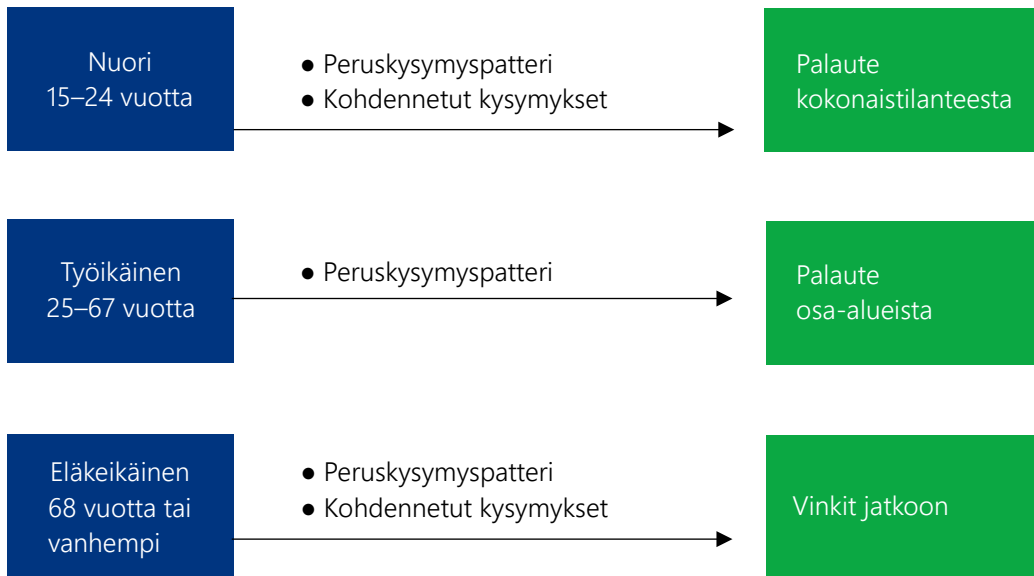 Nuori
15–24 vuotta
● Peruskysymyspatteri
● Kohdennetut kysymykset
Palaute
kokonaistilanteesta
Työikäinen
25–67 vuotta
● Peruskysymyspatteri
Palaute
osa-alueista
Eläkeikäinen
68 vuotta tai
vanhempi
● Peruskysymyspatteri
● Kohdennetut kysymykset
Vinkit jatkoon